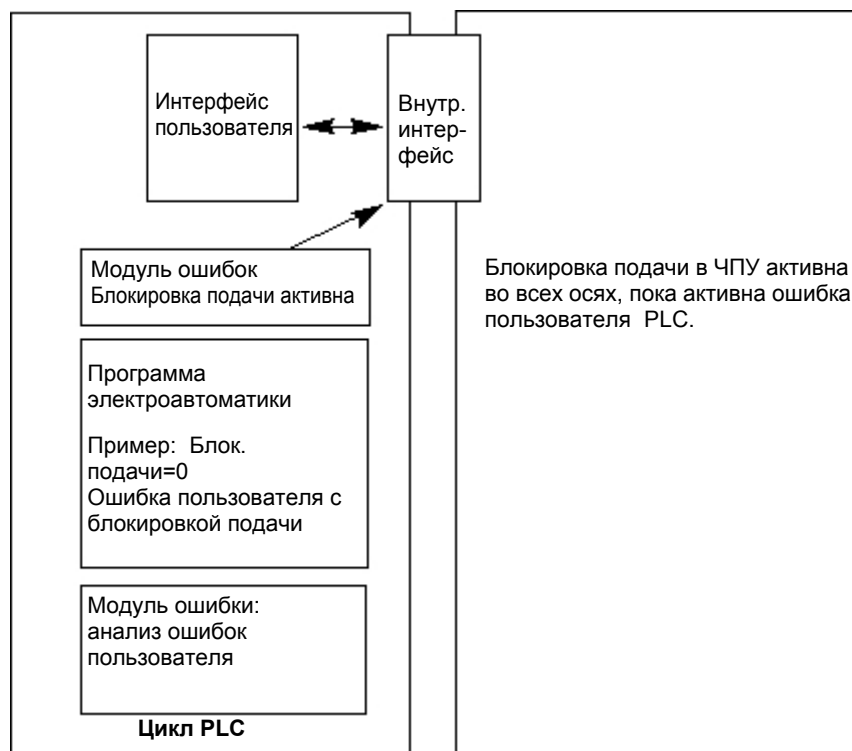 Интерфейс
пользователя
Внутр.
интер-
фейс
Модуль ошибок
Блокировка подачи активна
Блокировка подачи в ЧПУ активна
во всех осях, пока активна ошибка
пользователя PLC.
Программа
электроавтоматики
Пример: Блок.
подачи=0
Ошибка пользователя с
блокировкой подачи
Модуль ошибки:
анализ ошибок
пользователя
Цикл PLC